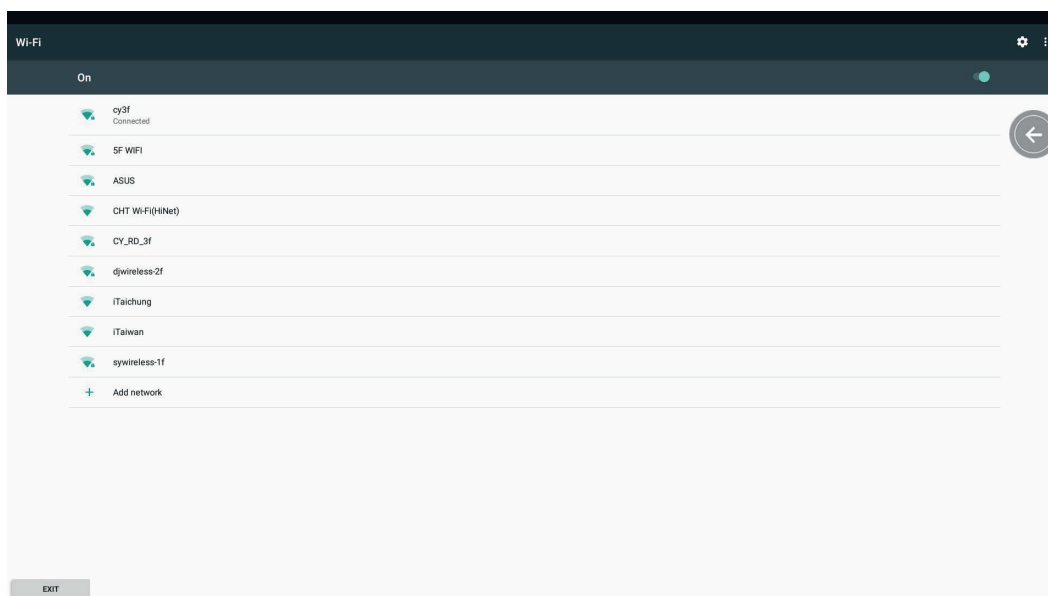 Wi-Fi
On
cy3f
Connected
5F WIFI
ASUS
CHT Wi-Fi(HiNet)
CY_RD_3f
djwireless-2f
iTaichung
iTaiwan
sywireless-1f
Add network
EXIT